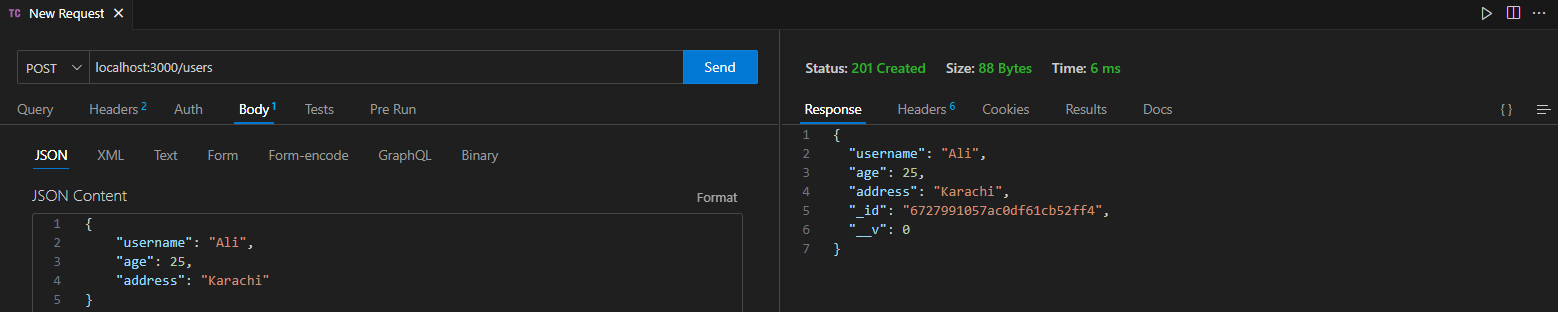 TC New Request
POST localhost:3000/users Send
Query Headers 2 Auth Body 1 Tests Pre Run
JSON XML Text Form Form-encode GraphQL Binary
JSON Content Format
1 {
2 "username": "Ali",
3 "age": 25,
4 "address": "Karachi"
5 }
Status: 201 Created Size: 88 Bytes Time: 6 ms
Response Headers 6 Cookies Results Docs { }
1 {
2 "username": "Ali",
3 "age": 25,
4 "address": "Karachi",
5 "_id": "6727991057ac0df61cb52ff4",
6 "__v": 0
7 }